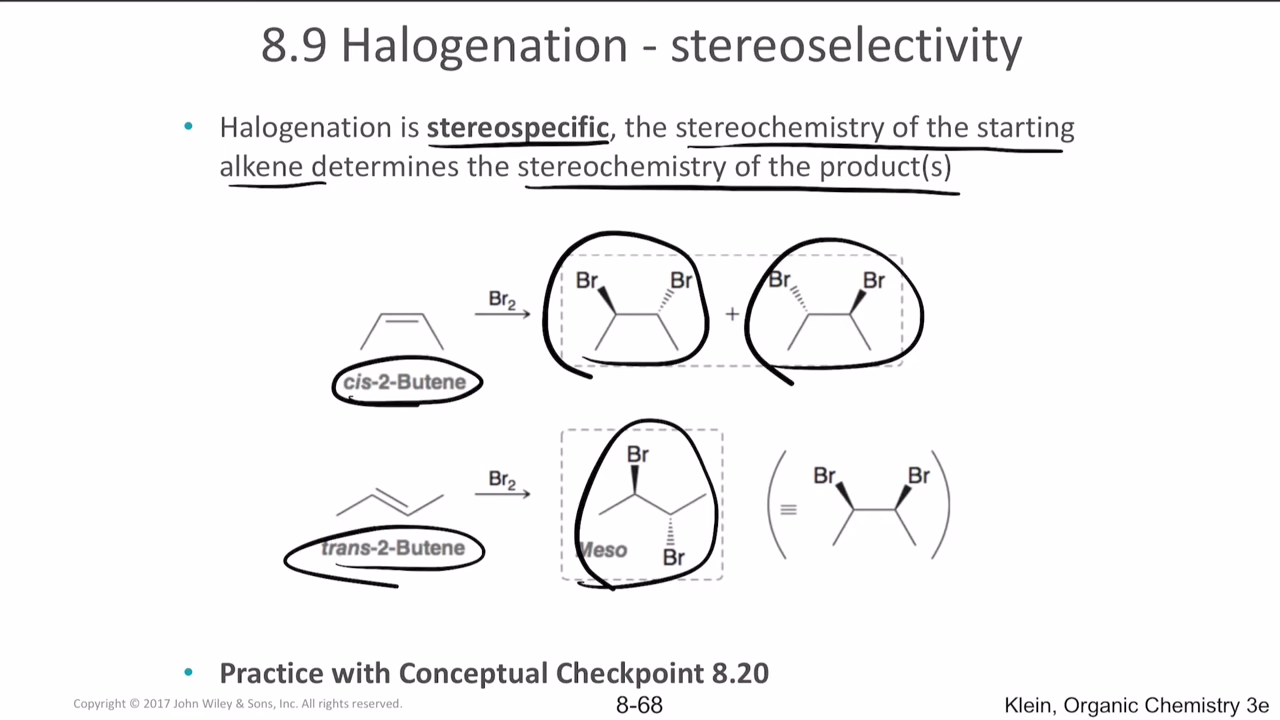 8.9 Halogenation - stereoselectivity
• Halogenation is stereospecific, the stereochemistry of the starting
alkene determines the stereochemistry of the product(s)
Br₂
Br Br + Br Br
cis-2-Butene
Br₂
Br
Meso
Br
≡ Br Br
trans-2-Butene
• Practice with Conceptual Checkpoint 8.20
Copyright © 2017 John Wiley & Sons, Inc. All rights reserved.
8-68
Klein, Organic Chemistry 3e